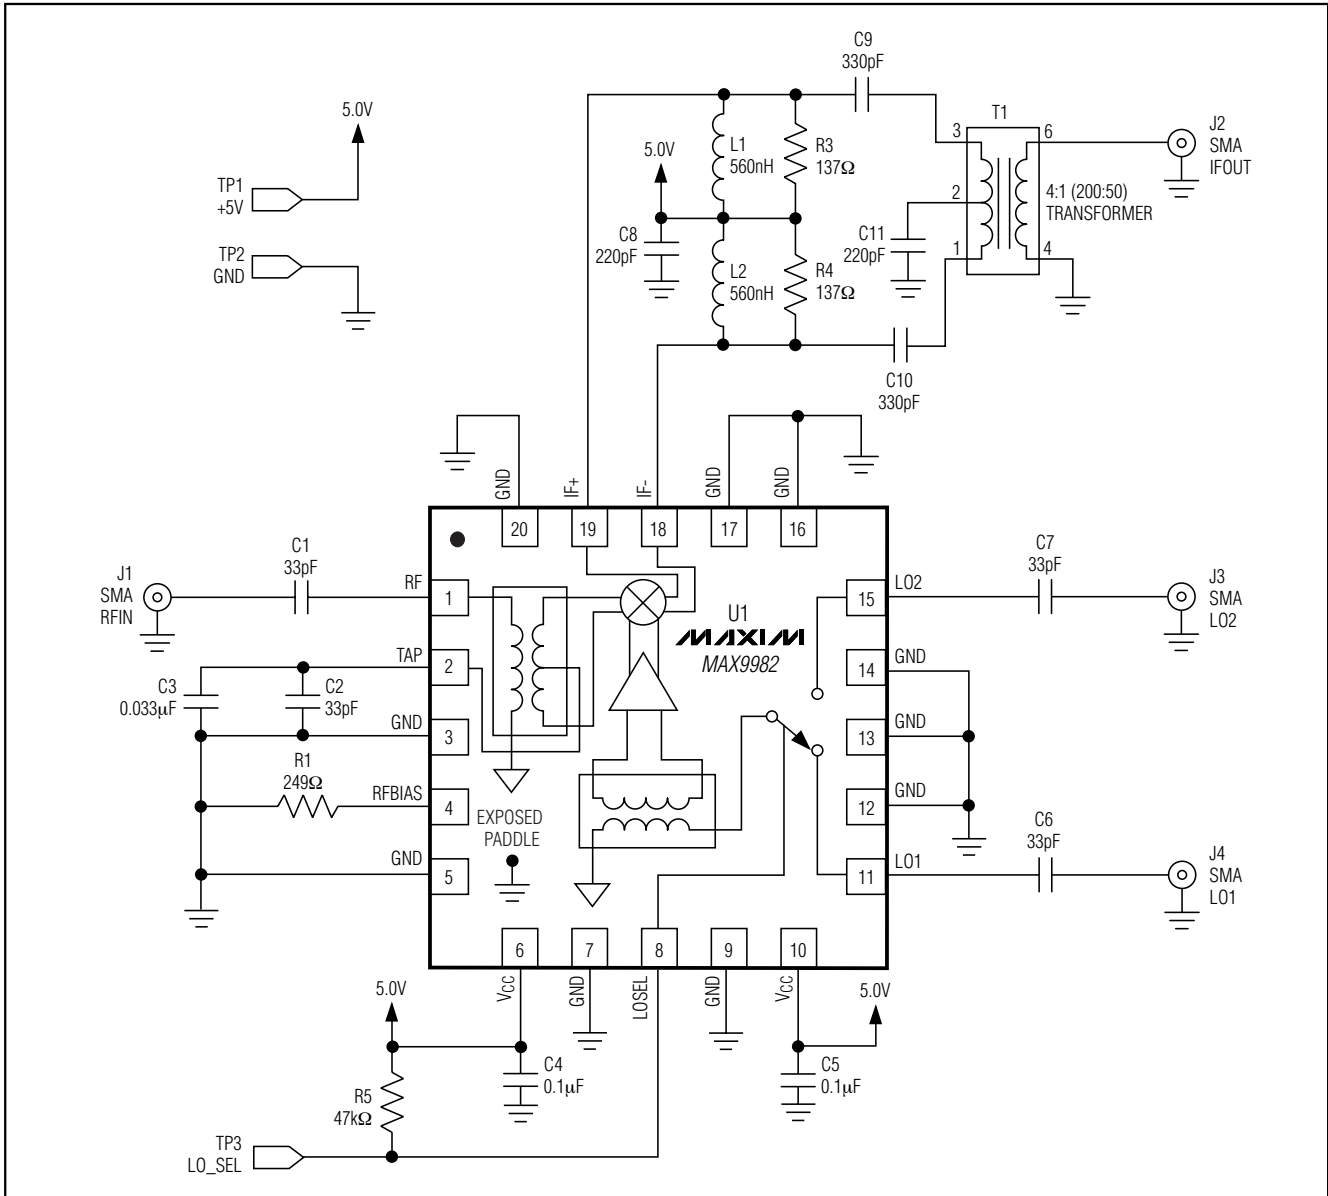 C9
330pF
T1
5.0V
3
6
J2
SMA
IFOUT
L1
560nH
R3
137Ω
5.0V
TP1
+5V
2
4:1 (200:50)
TRANSFORMER
C8
220pF
C11
220pF
TP2
GND
L2
560nH
R4
137Ω
1
4
C10
330pF
GND
IF+
IF-
GND
GND
20
19
18
17
16
C1
33pF
J1
SMA
RFIN
RF
1
LO2
15
C7
33pF
J3
SMA
LO2
U1
MAXIM
MAX9982
TAP
2
GND
14
C3
0.033µF
C2
33pF
GND
3
GND
13
R1
249Ω
RFBIAS
4
GND
12
EXPOSED
PADDLE
C6
33pF
GND
5
LO1
11
J4
SMA
LO1
6
7
8
9
10
VCC
GND
LOSEL
GND
VCC
5.0V
5.0V
C4
0.1µF
C5
0.1µF
R5
47kΩ
TP3
LO_SEL